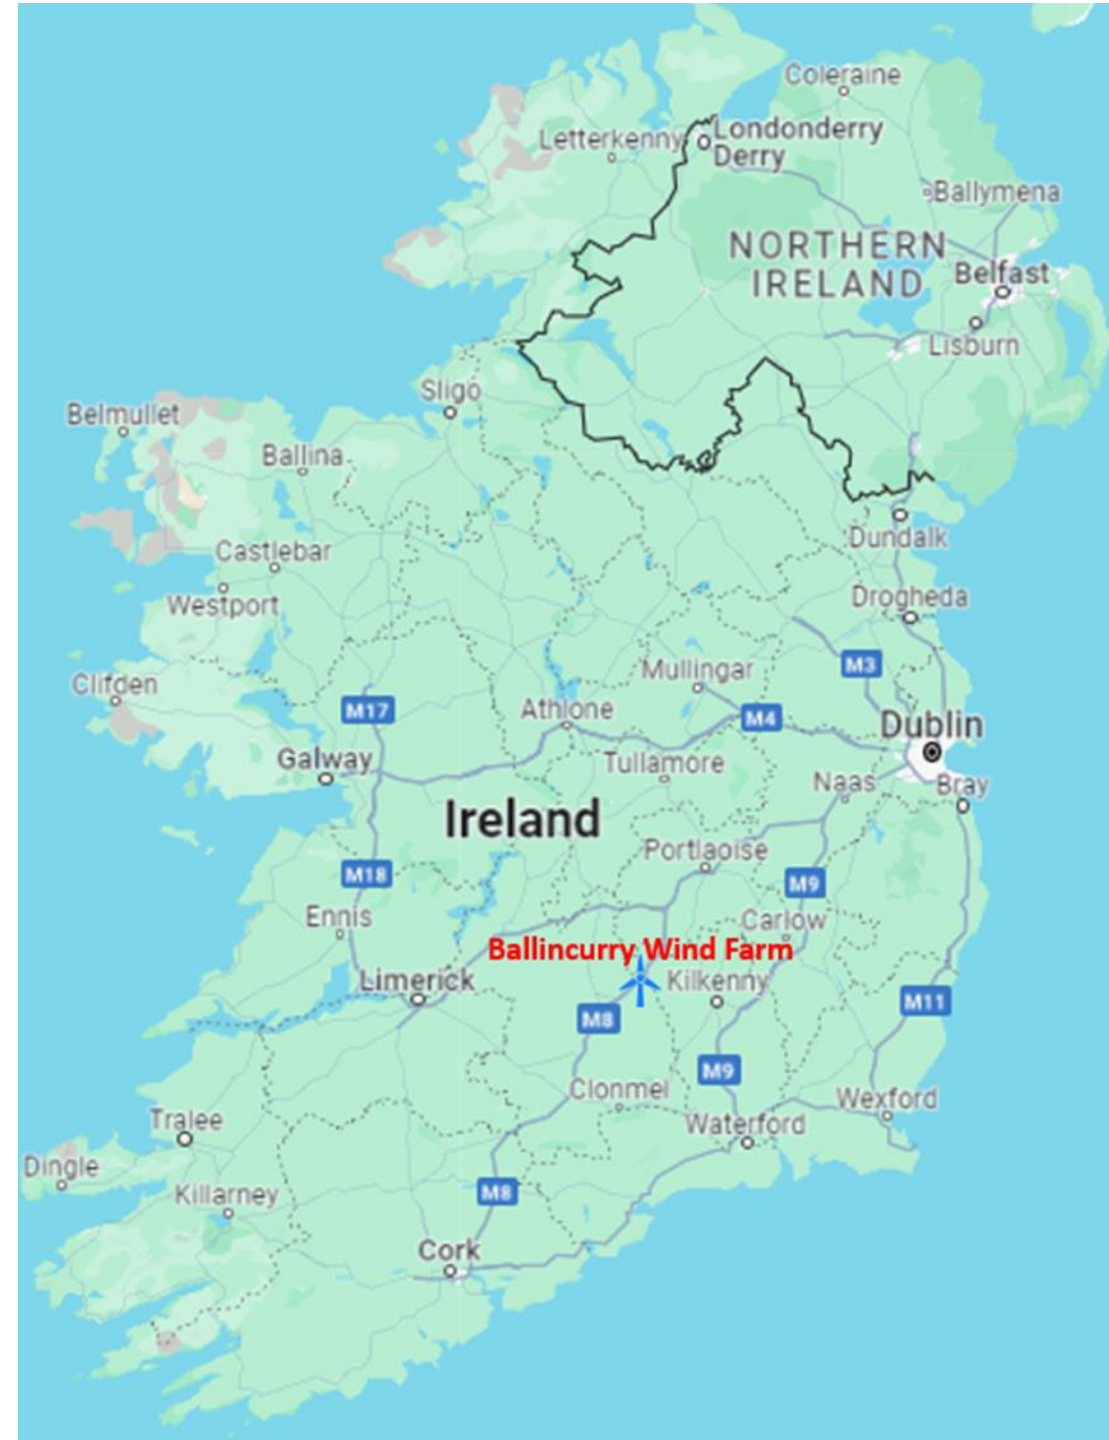 Coleraine
Londonderry
Derry
Letterkenny
Ballymena
NORTHERN
IRELAND
Belfast
Lisburn
Sligo
Belmullet
Ballina
Dundalk
Castlebar
Westport
Drogheda
Mullingar
M3
Clifden
Athlone
M17
M4
Dublin
Galway
Tullamore
Naas
Bray
Ireland
Portlaoise
M18
M9
Ennis
Carlow
Ballincurry Wind Farm
Limerick
Kilkenny
M8
M11
M9
Clonmel
Wexford
Tralee
Waterford
Dingle
Killarney
M8
Cork